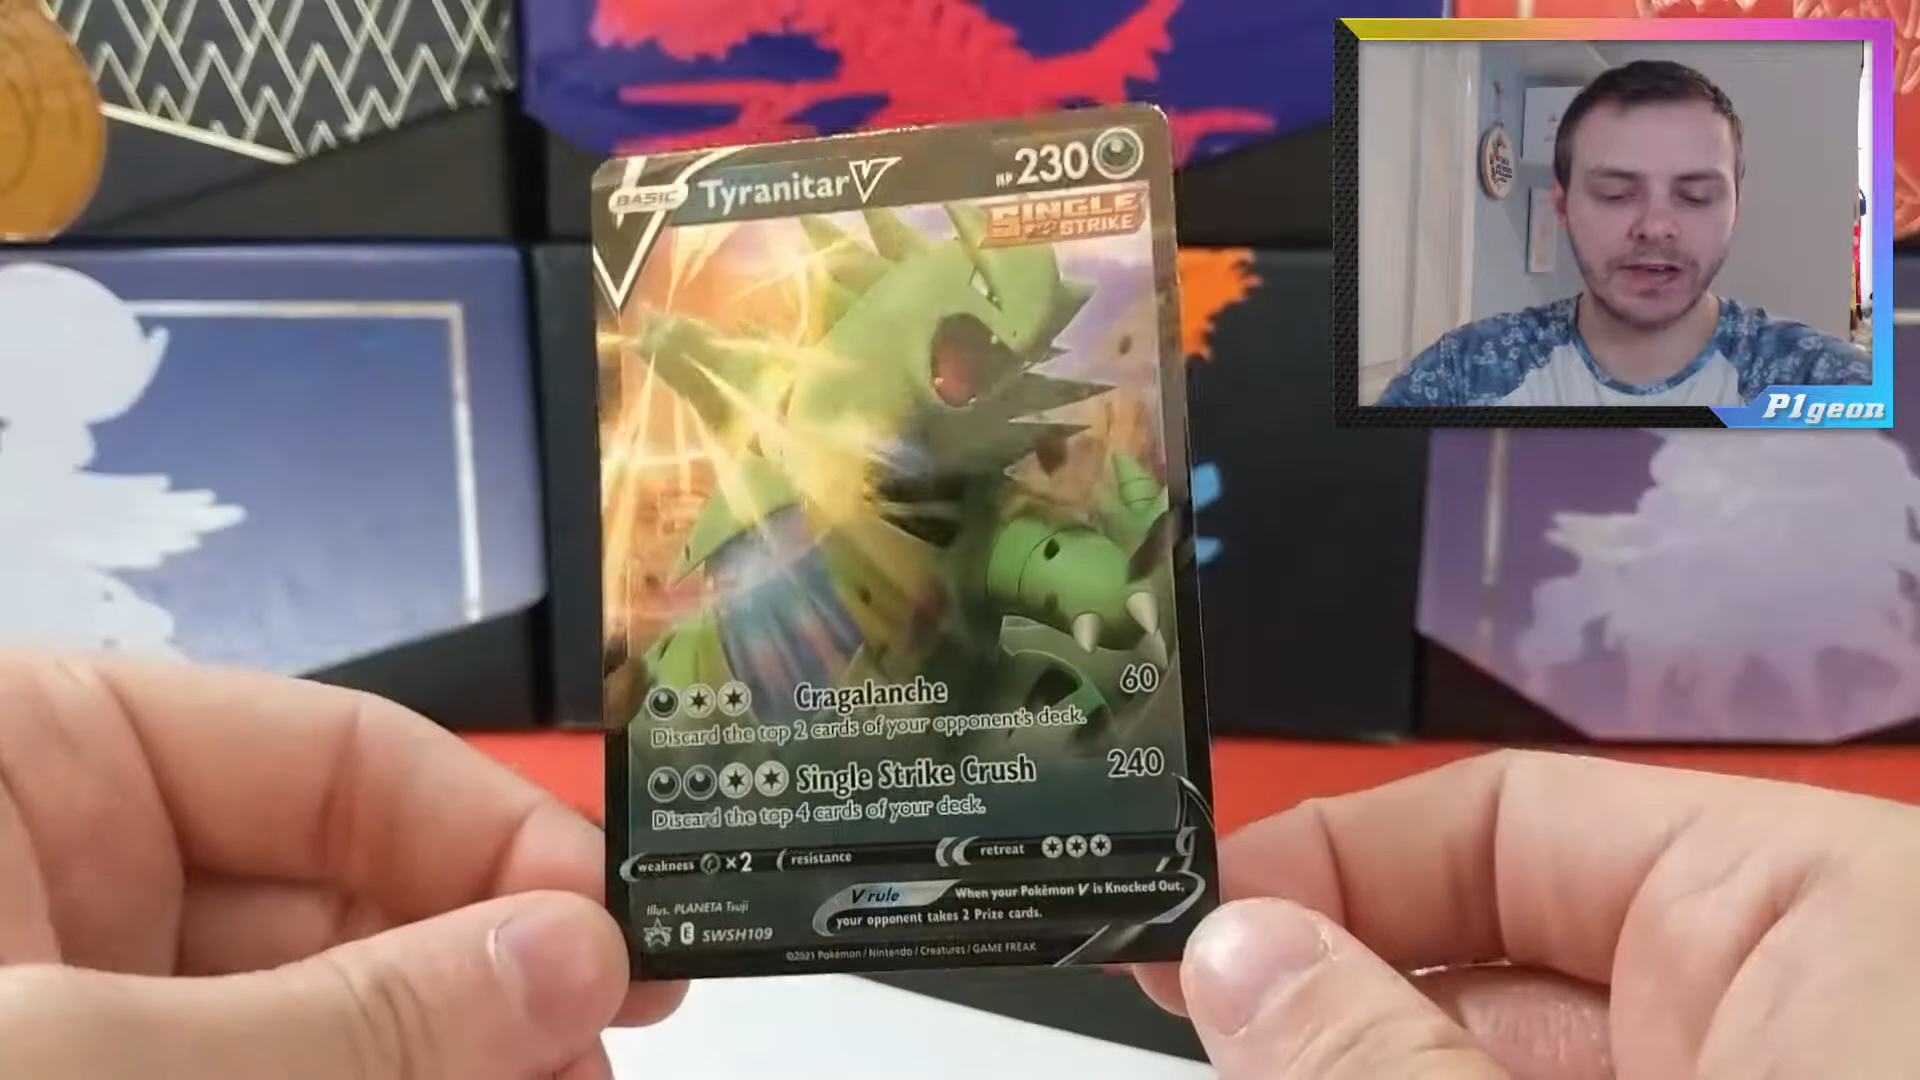 BASIC Tyranitar V HP 230
SINGLE
STRIKE
Cragalanche 60
Discard the top 2 cards of your opponent's deck.
Single Strike Crush 240
Discard the top 4 cards of your deck.
weakness ×2 resistance retreat
V rule When your Pokémon V is Knocked Out,
your opponent takes 2 Prize cards.
Illus. PLANETA Tsuji
E SWSH109
©2021 Pokémon / Nintendo / Creatures / GAME FREAK
P1geon